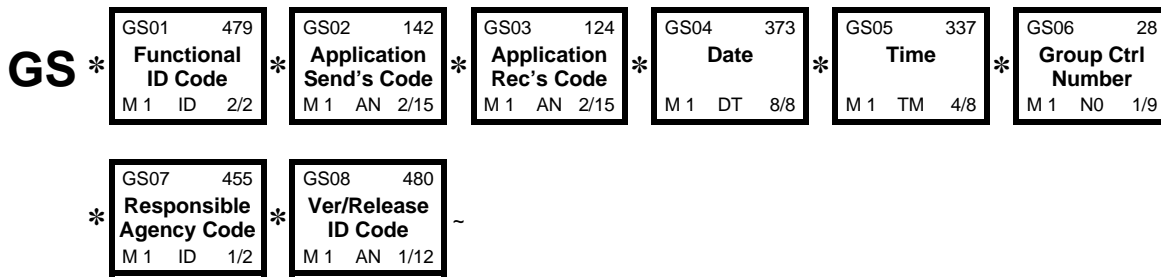 GS * GS01 479 * GS02 142 * GS03 124 * GS04 373 * GS05 337 * GS06 28
Functional Application Application Date Time Group Ctrl
ID Code Send's Code Rec's Code Number
M 1 ID 2/2 M 1 AN 2/15 M 1 AN 2/15 M 1 DT 8/8 M 1 TM 4/8 M 1 N0 1/9
* GS07 455 * GS08 480 ~
Responsible Ver/Release
Agency Code ID Code
M 1 ID 1/2 M 1 AN 1/12